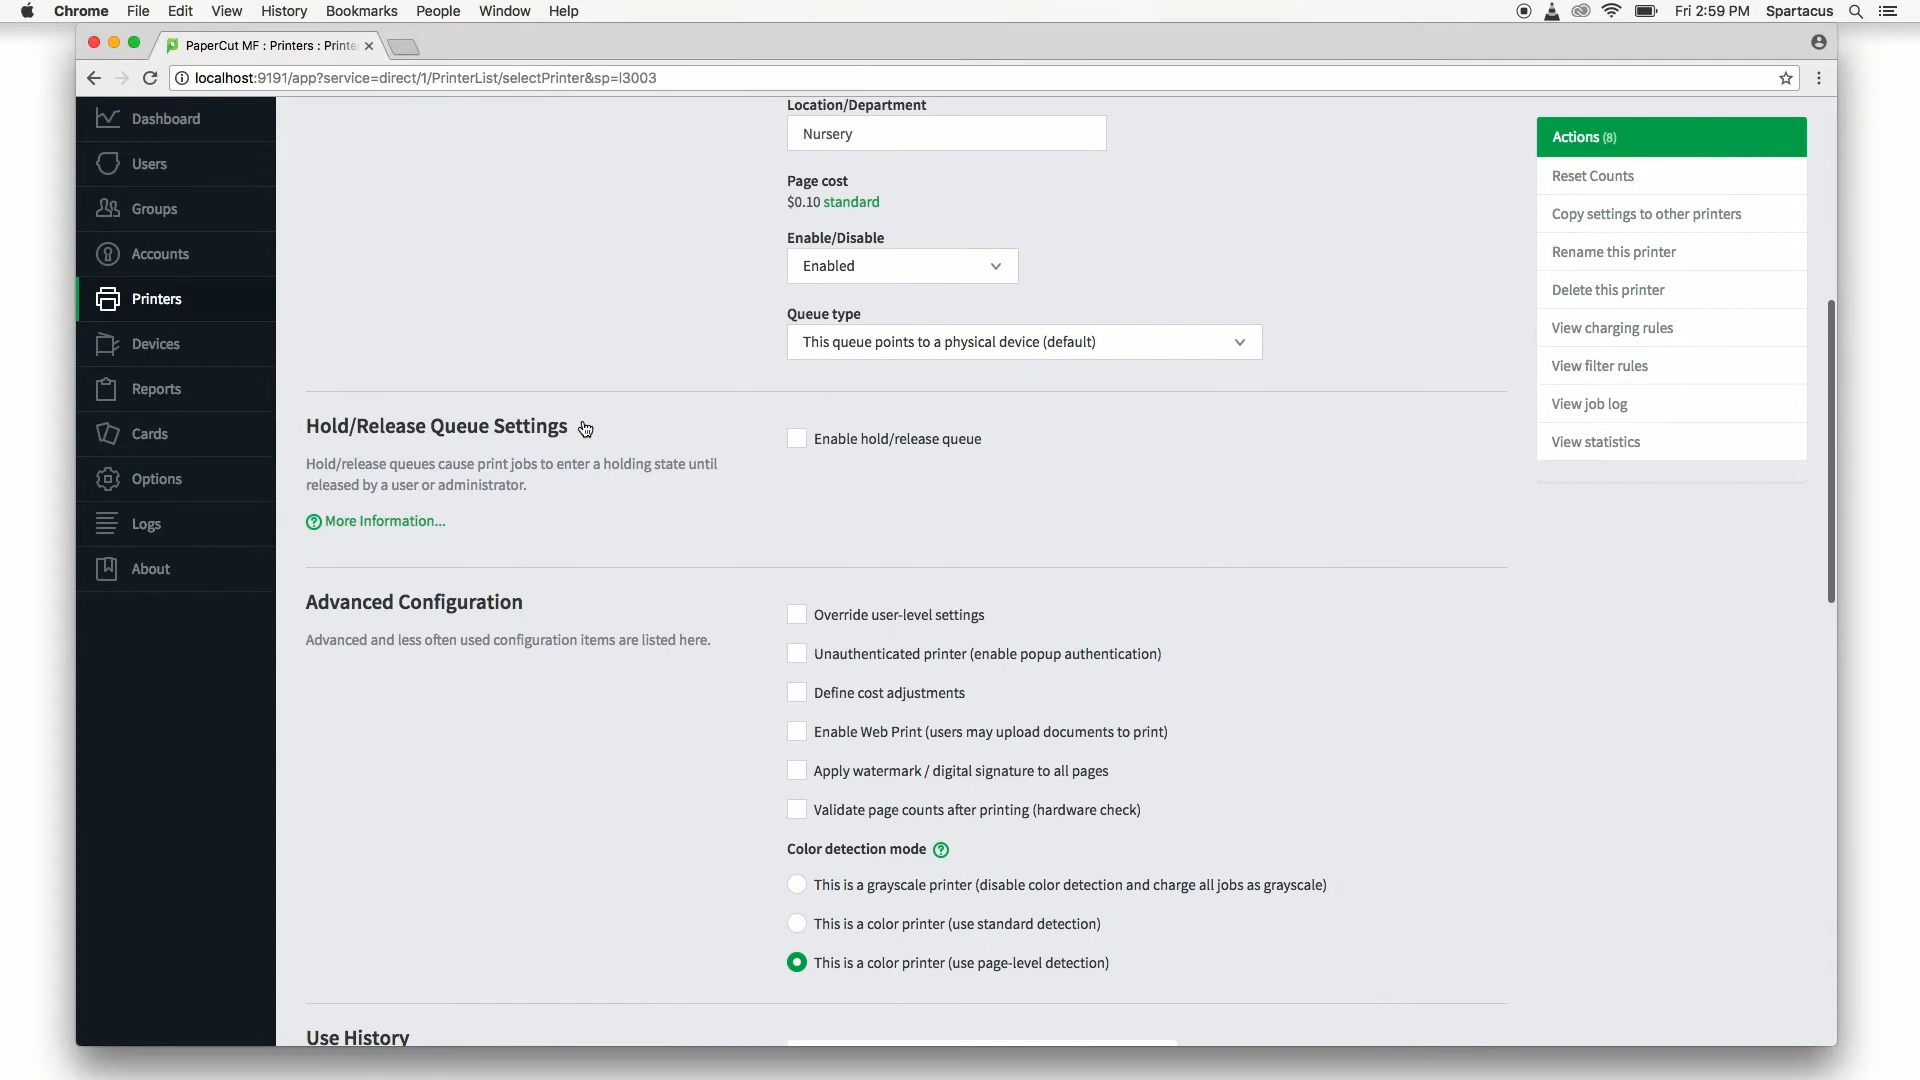 Chrome File Edit View History Bookmarks People Window Help Fri 2:59 PM Spartacus
PaperCut MF : Printers : Printe
localhost:9191/app?service=direct/1/PrinterList/selectPrinter&sp=l3003
Dashboard
Users
Groups
Accounts
Printers
Devices
Reports
Cards
Options
Logs
About
Location/Department
Nursery
Page cost
$0.10 standard
Enable/Disable
Enabled
Queue type
This queue points to a physical device (default)
Hold/Release Queue Settings
Hold/release queues cause print jobs to enter a holding state until
released by a user or administrator.
More Information...
Enable hold/release queue
Advanced Configuration
Advanced and less often used configuration items are listed here.
Override user-level settings
Unauthenticated printer (enable popup authentication)
Define cost adjustments
Enable Web Print (users may upload documents to print)
Apply watermark / digital signature to all pages
Validate page counts after printing (hardware check)
Color detection mode
This is a grayscale printer (disable color detection and charge all jobs as grayscale)
This is a color printer (use standard detection)
This is a color printer (use page-level detection)
Use History
Actions (8)
Reset Counts
Copy settings to other printers
Rename this printer
Delete this printer
View charging rules
View filter rules
View job log
View statistics